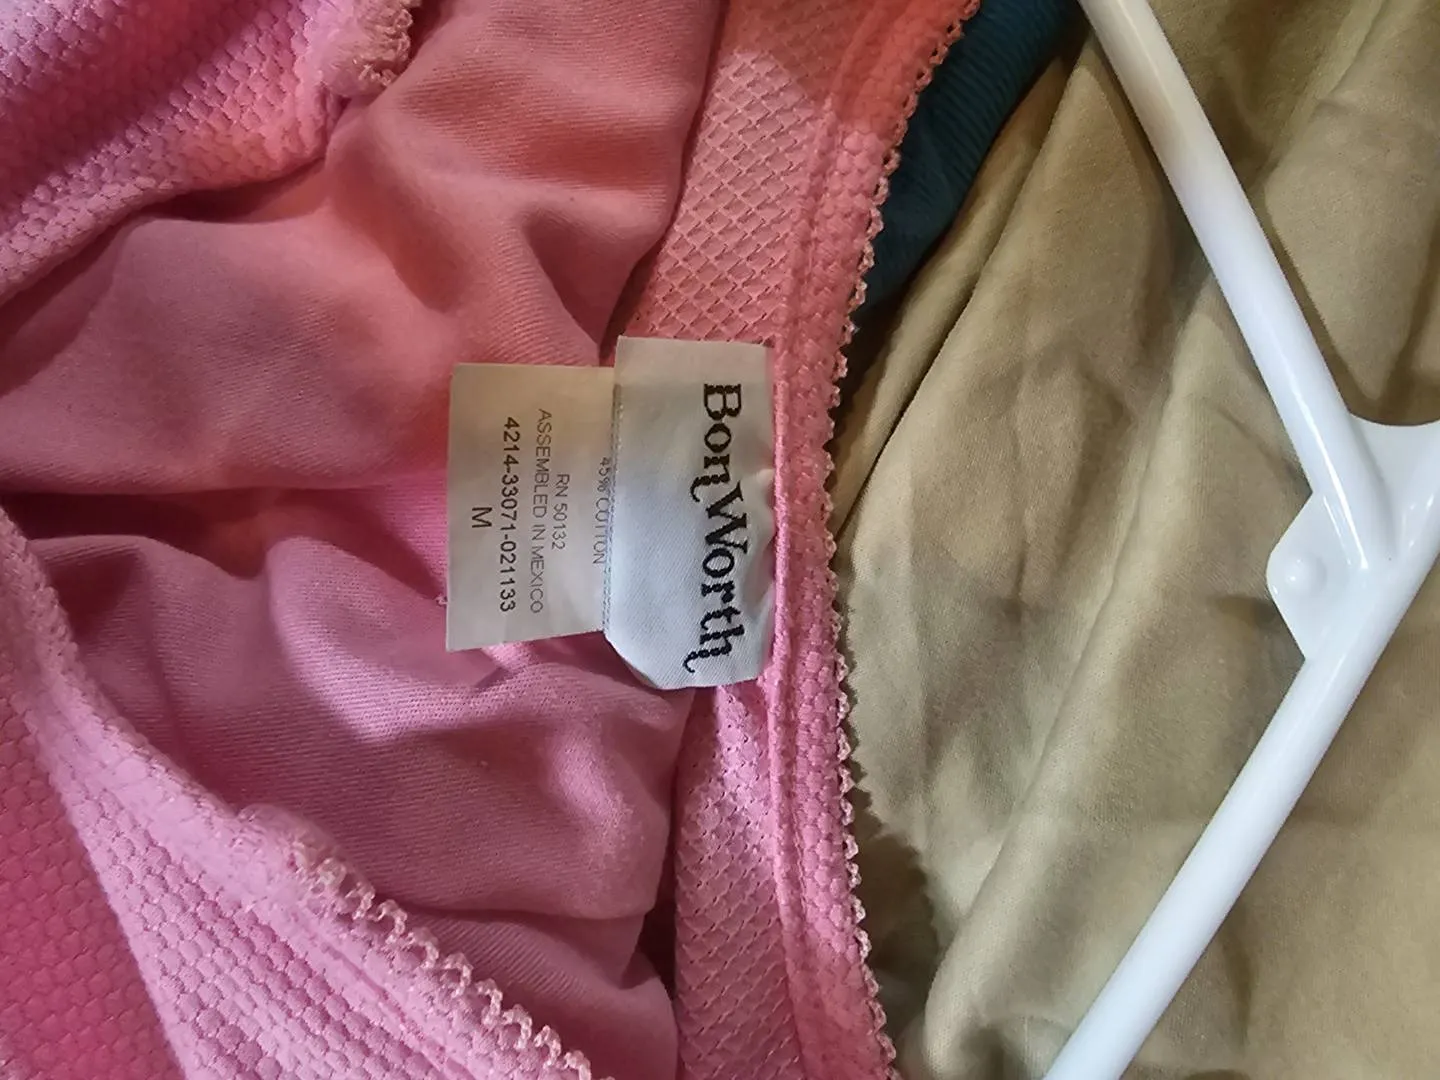 BonWorth
45% COTTON
RN 50132
ASSEMBLED IN MEXICO
4214-33071-021133
M